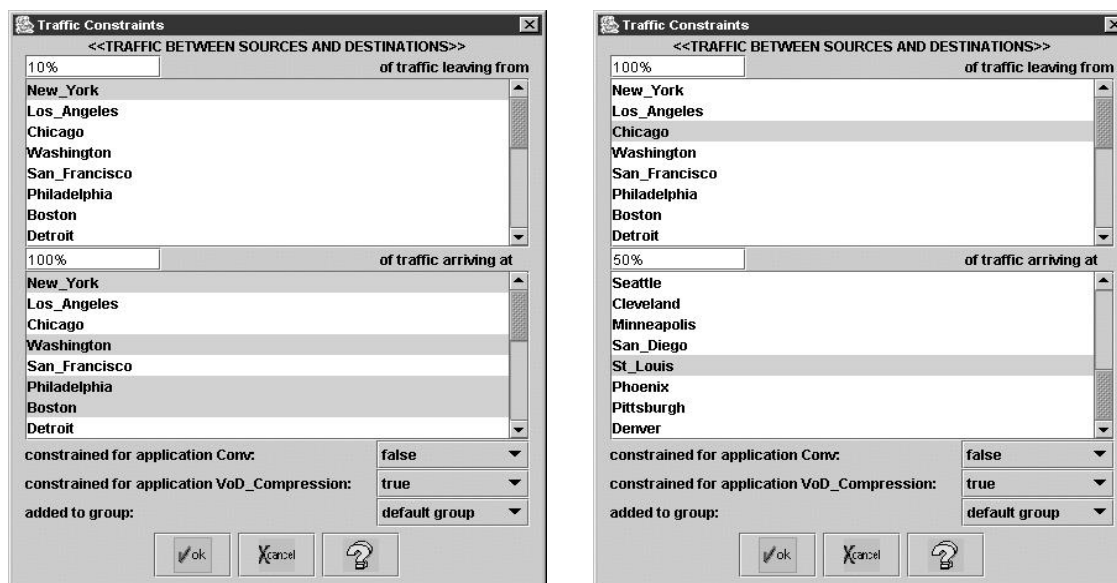 Traffic Constraints
<<TRAFFIC BETWEEN SOURCES AND DESTINATIONS>>
10% of traffic leaving from
New_York
Los_Angeles
Chicago
Washington
San_Francisco
Philadelphia
Boston
Detroit
100% of traffic arriving at
New_York
Los_Angeles
Chicago
Washington
San_Francisco
Philadelphia
Boston
Detroit
constrained for application Conv: false
constrained for application VoD_Compression: true
added to group: default group
ok Cancel ?
Traffic Constraints
<<TRAFFIC BETWEEN SOURCES AND DESTINATIONS>>
100% of traffic leaving from
New_York
Los_Angeles
Chicago
Washington
San_Francisco
Philadelphia
Boston
Detroit
50% of traffic arriving at
Seattle
Cleveland
Minneapolis
San_Diego
St_Louis
Phoenix
Pittsburgh
Denver
constrained for application Conv: false
constrained for application VoD_Compression: true
added to group: default group
ok Cancel ?